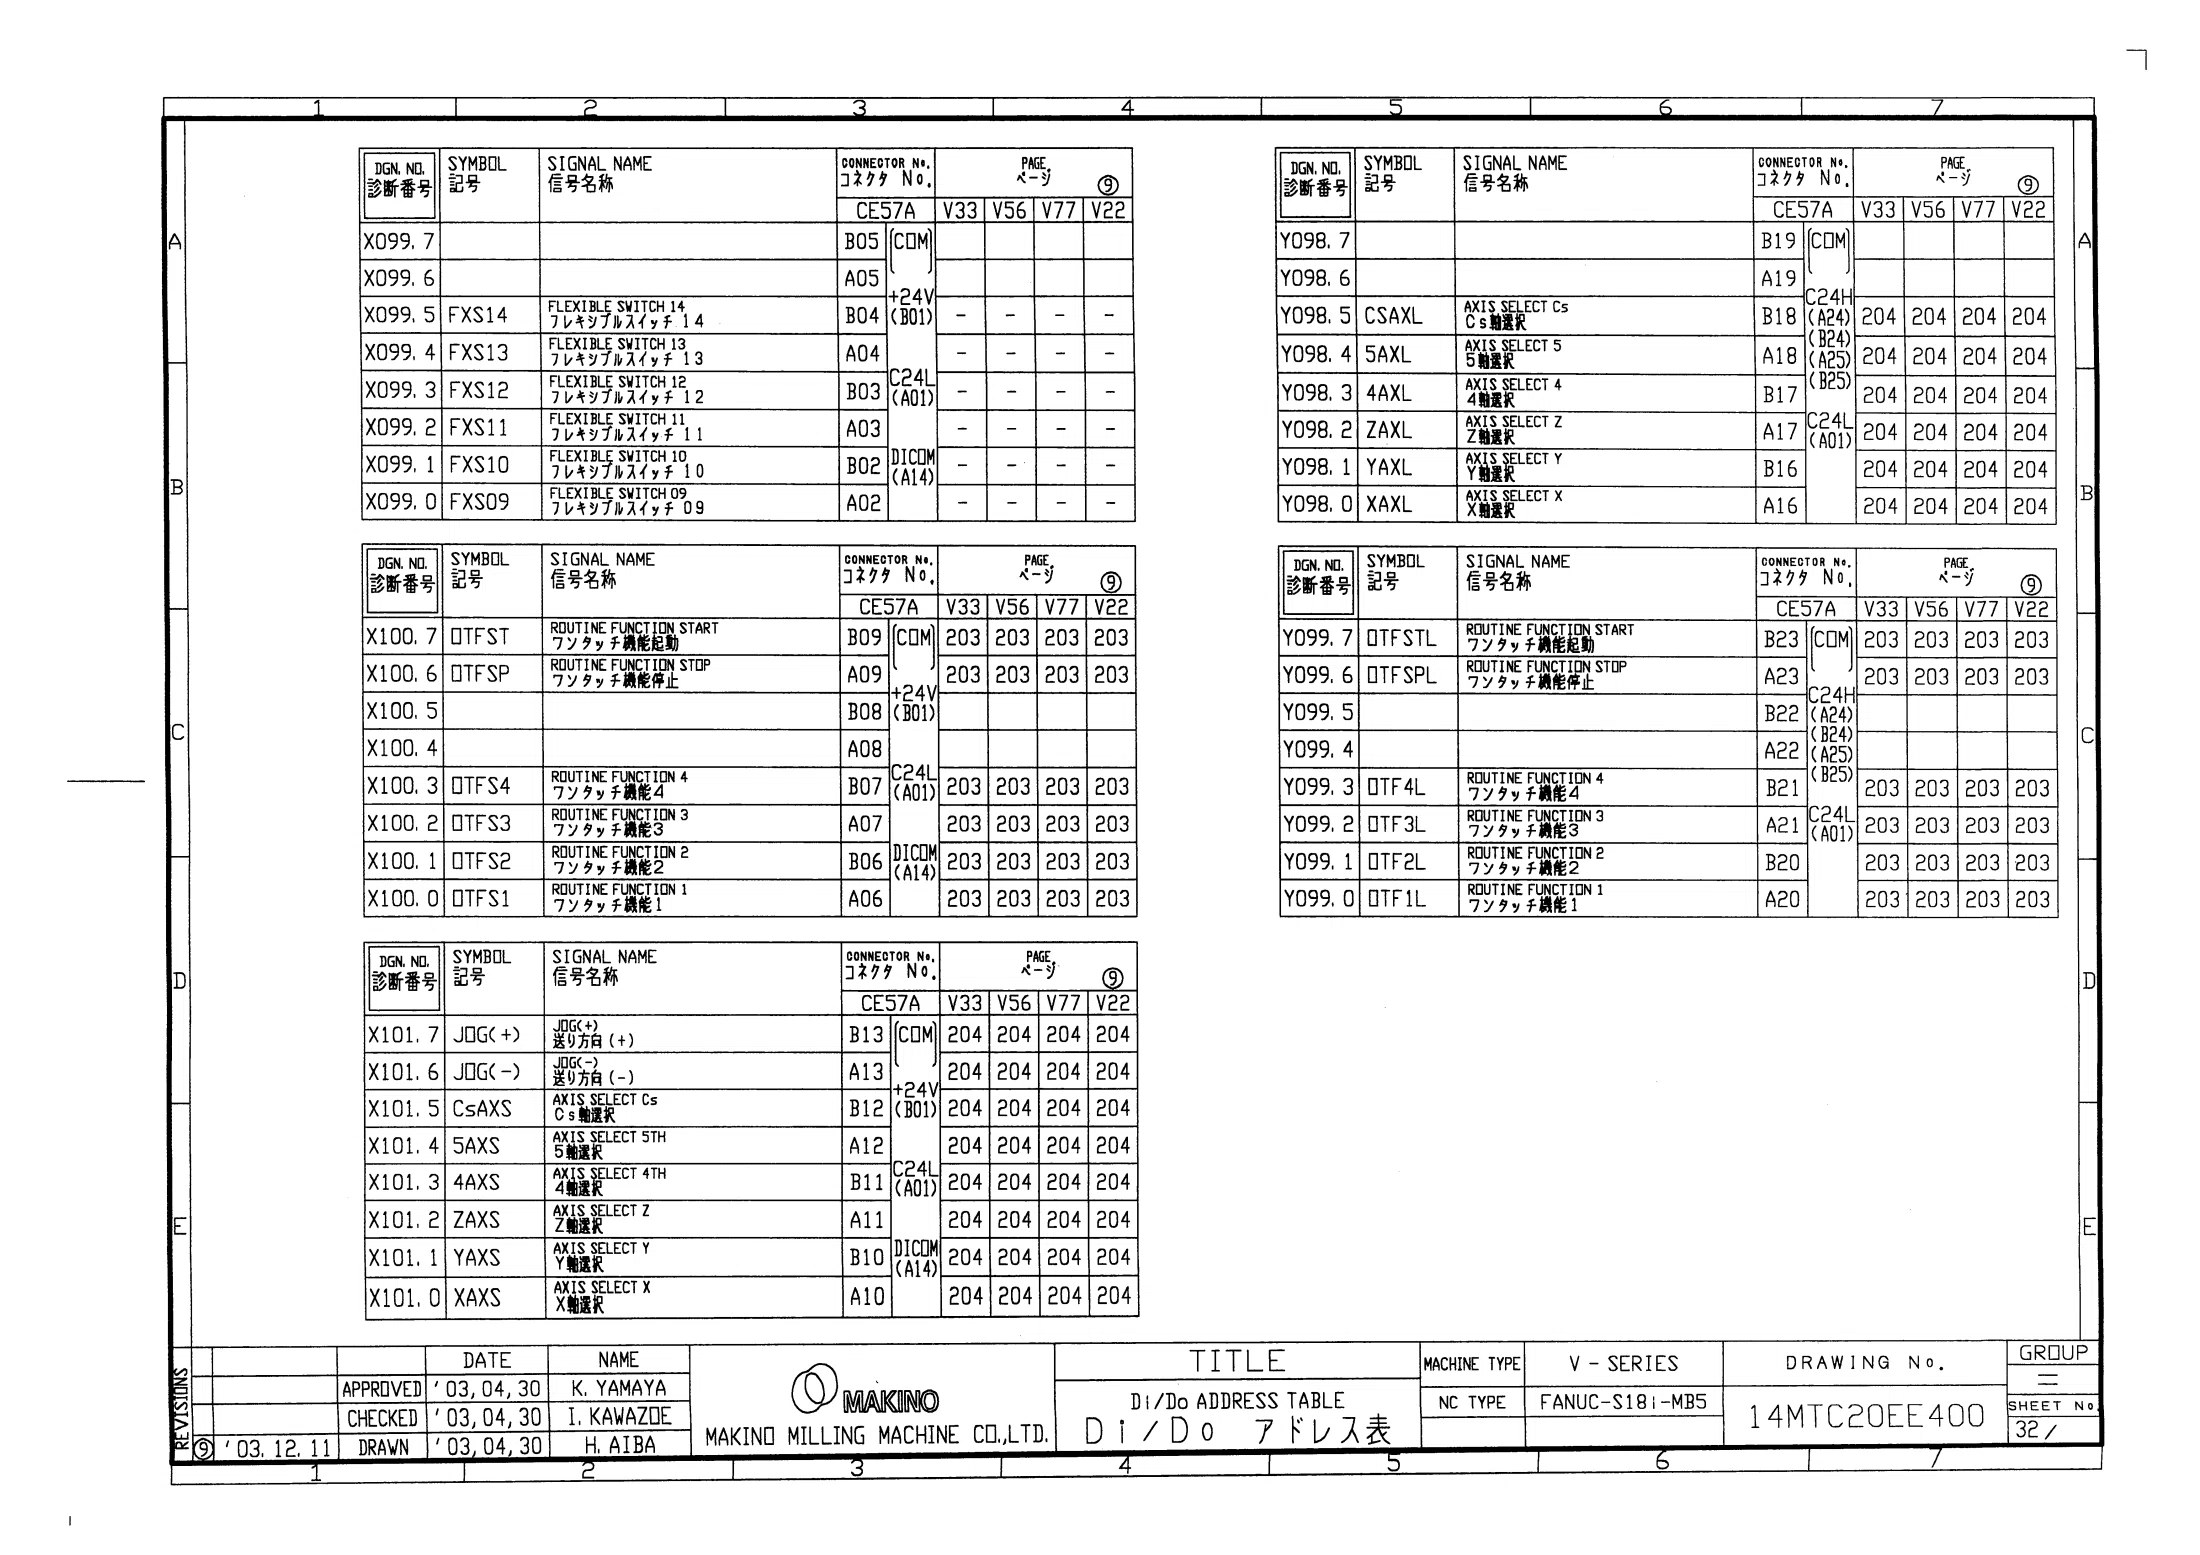 1 2 3 4 5 6 7
A A
B B
C C
D D
E E
DGN. NO. SYMBOL SIGNAL NAME CONNECTOR No. PAGE
診断番号 記号 信号名称 コネクタ No. ページ ⑨
CE57A V33 V56 V77 V22
X099. 7 B05 (COM)
X099. 6 A05
+24V
(B01)
X099. 5 FXS14 FLEXIBLE SWITCH 14 B04 - - - -
フレキシブルスイッチ 14
X099. 4 FXS13 FLEXIBLE SWITCH 13 A04 - - - -
フレキシブルスイッチ 13
C24L
(A01)
X099. 3 FXS12 FLEXIBLE SWITCH 12 B03 - - - -
フレキシブルスイッチ 12
X099. 2 FXS11 FLEXIBLE SWITCH 11 A03 - - - -
フレキシブルスイッチ 11
DICOM
(A14)
X099. 1 FXS10 FLEXIBLE SWITCH 10 B02 - - - -
フレキシブルスイッチ 10
X099. 0 FXS09 FLEXIBLE SWITCH 09 A02 - - - -
フレキシブルスイッチ 09
DGN. NO. SYMBOL SIGNAL NAME CONNECTOR No. PAGE
診断番号 記号 信号名称 コネクタ No. ページ ⑨
CE57A V33 V56 V77 V22
X100. 7 OTFST ROUTINE FUNCTION START B09 (COM) 203 203 203 203
ワンタッチ機能起動
X100. 6 OTFSP ROUTINE FUNCTION STOP A09 203 203 203 203
ワンタッチ機能停止
+24V
(B01)
X100. 5 B08
X100. 4 A08
C24L
(A01)
X100. 3 OTFS4 ROUTINE FUNCTION 4 B07 203 203 203 203
ワンタッチ機能4
X100. 2 OTFS3 ROUTINE FUNCTION 3 A07 203 203 203 203
ワンタッチ機能3
DICOM
(A14)
X100. 1 OTFS2 ROUTINE FUNCTION 2 B06 203 203 203 203
ワンタッチ機能2
X100. 0 OTFS1 ROUTINE FUNCTION 1 A06 203 203 203 203
ワンタッチ機能1
DGN. NO. SYMBOL SIGNAL NAME CONNECTOR No. PAGE
診断番号 記号 信号名称 コネクタ No. ページ ⑨
CE57A V33 V56 V77 V22
X101. 7 JOG(+) JOG(+) B13 (COM) 204 204 204 204
送り方向 (+)
X101. 6 JOG(-) JOG(-) A13 204 204 204 204
送り方向 (-)
+24V
(B01)
X101. 5 CsAXS AXIS SELECT Cs B12 204 204 204 204
Cs軸選択
X101. 4 5AXS AXIS SELECT 5TH A12 204 204 204 204
5軸選択
C24L
(A01)
X101. 3 4AXS AXIS SELECT 4TH B11 204 204 204 204
4軸選択
X101. 2 ZAXS AXIS SELECT Z A11 204 204 204 204
Z軸選択
DICOM
(A14)
X101. 1 YAXS AXIS SELECT Y B10 204 204 204 204
Y軸選択
X101. 0 XAXS AXIS SELECT X A10 204 204 204 204
X軸選択
DGN. NO. SYMBOL SIGNAL NAME CONNECTOR No. PAGE
診断番号 記号 信号名称 コネクタ No. ページ ⑨
CE57A V33 V56 V77 V22
Y098. 7 B19 (COM)
Y098. 6 A19
C24H
(A24)
(B24)
(A25)
(B25)
Y098. 5 CSAXL AXIS SELECT Cs B18 204 204 204 204
Cs軸選択
Y098. 4 5AXL AXIS SELECT 5 A18 204 204 204 204
5軸選択
Y098. 3 4AXL AXIS SELECT 4 B17 204 204 204 204
4軸選択
C24L
(A01)
Y098. 2 ZAXL AXIS SELECT Z A17 204 204 204 204
Z軸選択
Y098. 1 YAXL AXIS SELECT Y B16 204 204 204 204
Y軸選択
Y098. 0 XAXL AXIS SELECT X A16 204 204 204 204
X軸選択
DGN. NO. SYMBOL SIGNAL NAME CONNECTOR No. PAGE
診断番号 記号 信号名称 コネクタ No. ページ ⑨
CE57A V33 V56 V77 V22
Y099. 7 OTFSTL ROUTINE FUNCTION START B23 (COM) 203 203 203 203
ワンタッチ機能起動
Y099. 6 OTFSPL ROUTINE FUNCTION STOP A23 203 203 203 203
ワンタッチ機能停止
C24H
(A24)
(B24)
(A25)
(B25)
Y099. 5 B22
Y099. 4 A22
Y099. 3 OTF4L ROUTINE FUNCTION 4 B21 203 203 203 203
ワンタッチ機能4
C24L
(A01)
Y099. 2 OTF3L ROUTINE FUNCTION 3 A21 203 203 203 203
ワンタッチ機能3
Y099. 1 OTF2L ROUTINE FUNCTION 2 B20 203 203 203 203
ワンタッチ機能2
Y099. 0 OTF1L ROUTINE FUNCTION 1 A20 203 203 203 203
ワンタッチ機能1
REVISIONS
⑨ '03. 12. 11
DATE NAME
APPROVED '03, 04, 30 K. YAMAYA
CHECKED '03, 04, 30 I. KAWAZOE
DRAWN '03, 04, 30 H. AIBA
MAKINO
MAKINO MILLING MACHINE CO.,LTD.
TITLE
Di/Do ADDRESS TABLE
Di/Do アドレス表
MACHINE TYPE V - SERIES
NC TYPE FANUC-S18i-MB5
DRAWING No.
14MTC20EE400
GROUP
二
SHEET No.
32 /
1 2 3 4 5 6 7